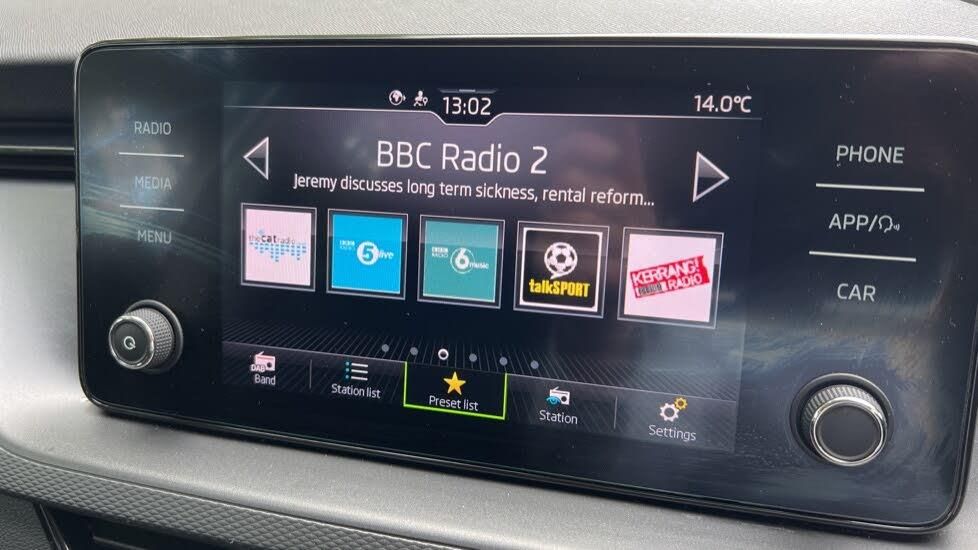 13:02
14.0°C
RADIO
MEDIA
MENU
BBC Radio 2
Jeremy discusses long term sickness, rental reform...
the cat radio
BBC RADIO 5 live
BBC RADIO 6 music
talkSPORT
KERRANG!
RADIO
PHONE
APP/
CAR
DAB
Band
Station list
Preset list
Station
Settings